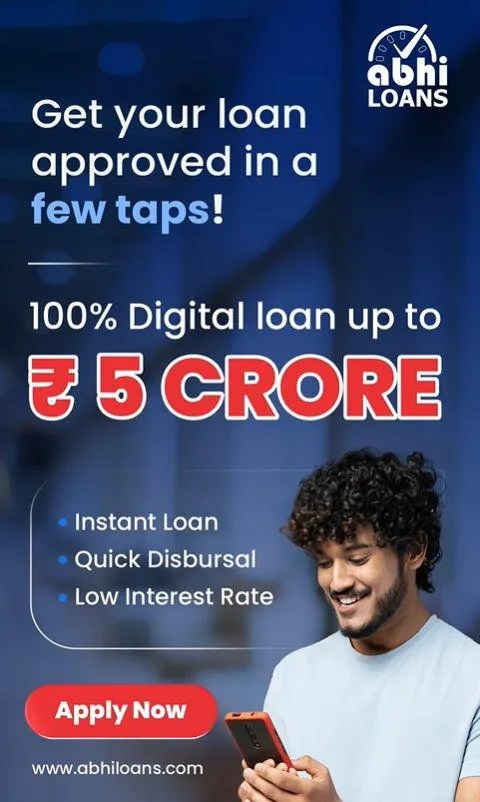 abhi
LOANS
Get your loan
approved in a
few taps!
100% Digital loan up to
₹ 5 CRORE
• Instant Loan
• Quick Disbursal
• Low Interest Rate
Apply Now
www.abhiloans.com